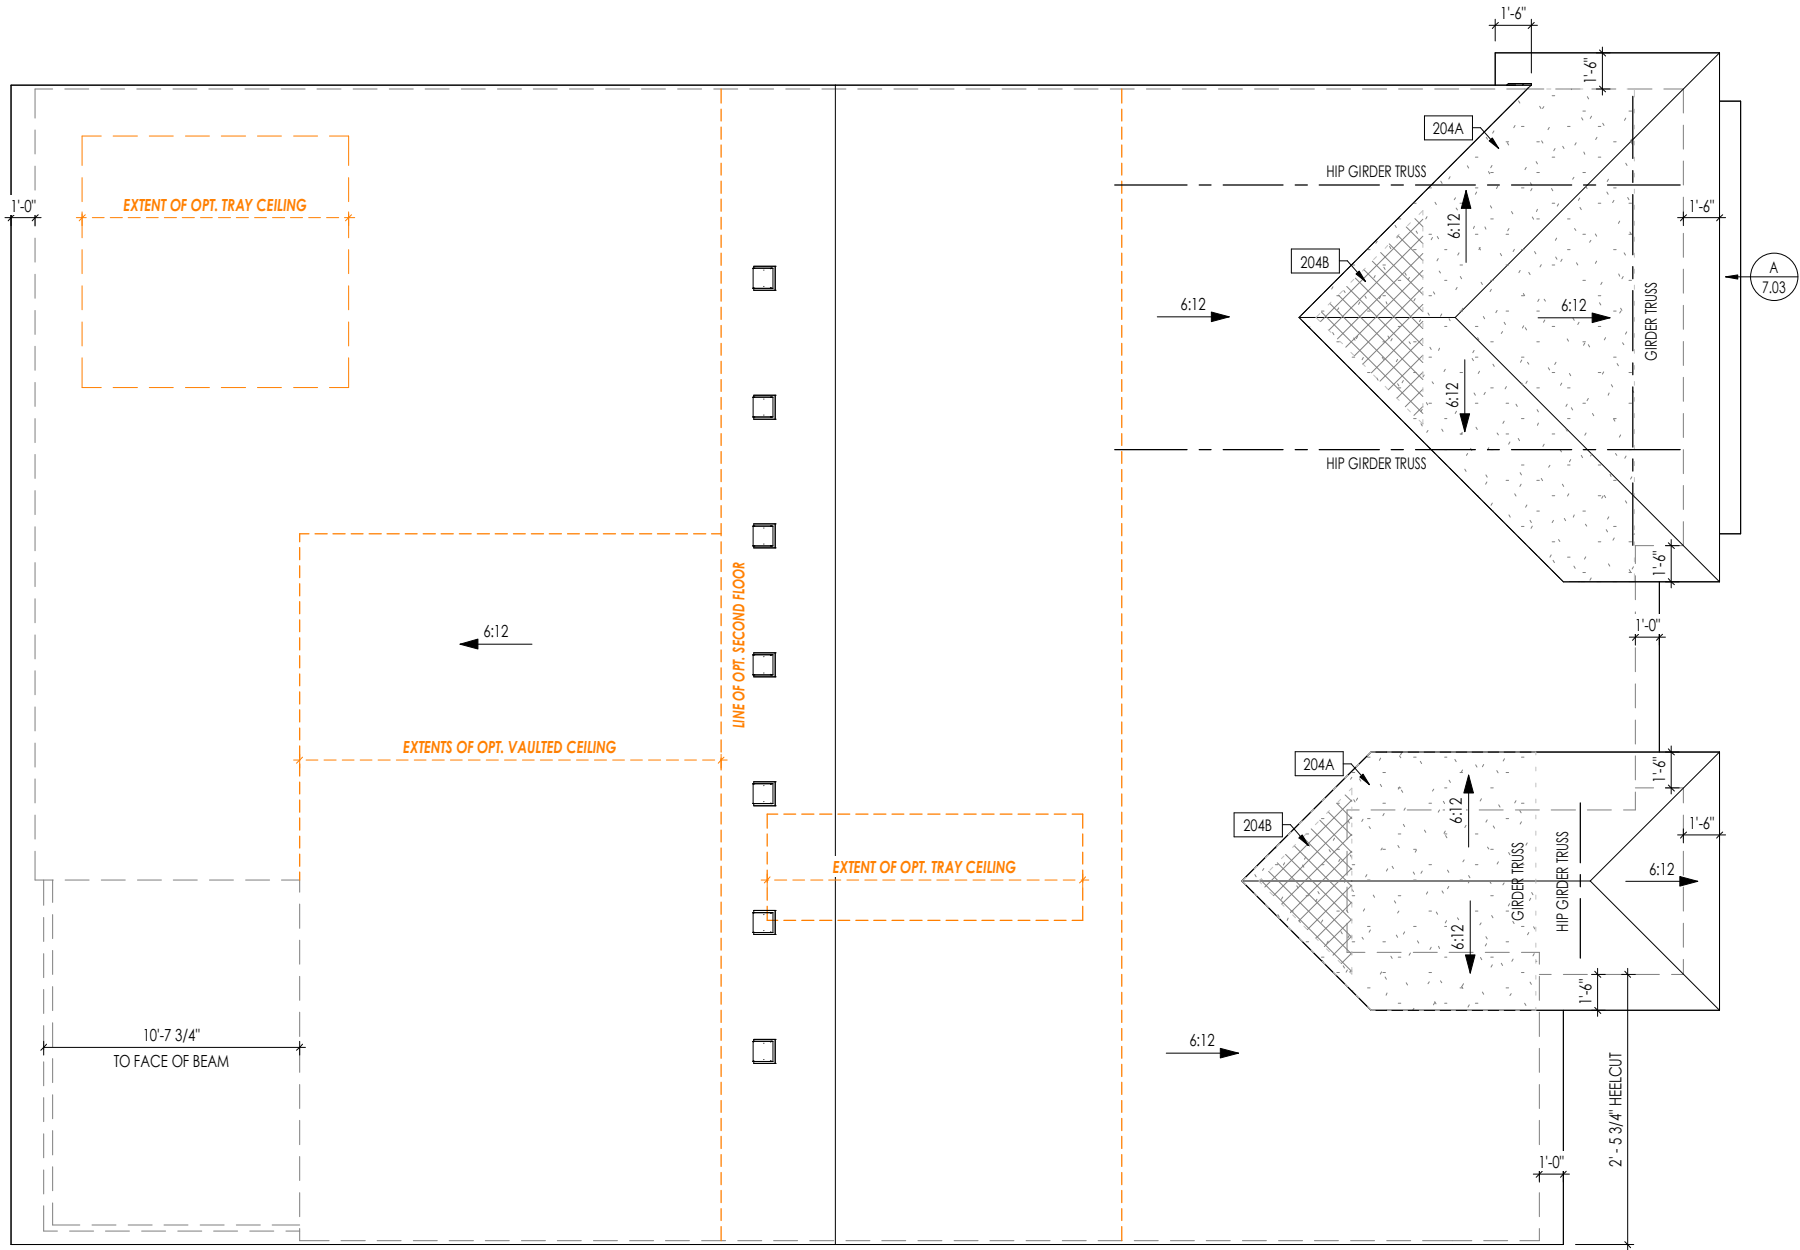 1'-6"
1'-6"
204A
HIP GIRDER TRUSS
EXTENT OF OPT. TRAY CEILING
1'-0"
1'-6"
6:12
204B
A
7.03
6:12
6:12
GIRDER TRUSS
6:12
HIP GIRDER TRUSS
1'-6"
LINE OF OPT. SECOND FLOOR
6:12
1'-0"
EXTENTS OF OPT. VAULTED CEILING
204A
1'-6"
6:12
204B
1'-6"
EXTENT OF OPT. TRAY CEILING
GIRDER TRUSS
HIP GIRDER TRUSS
6:12
6:12
1'-6"
10'-7 3/4"
TO FACE OF BEAM
6:12
2' - 5 3/4" HEELCUT
1'-0"